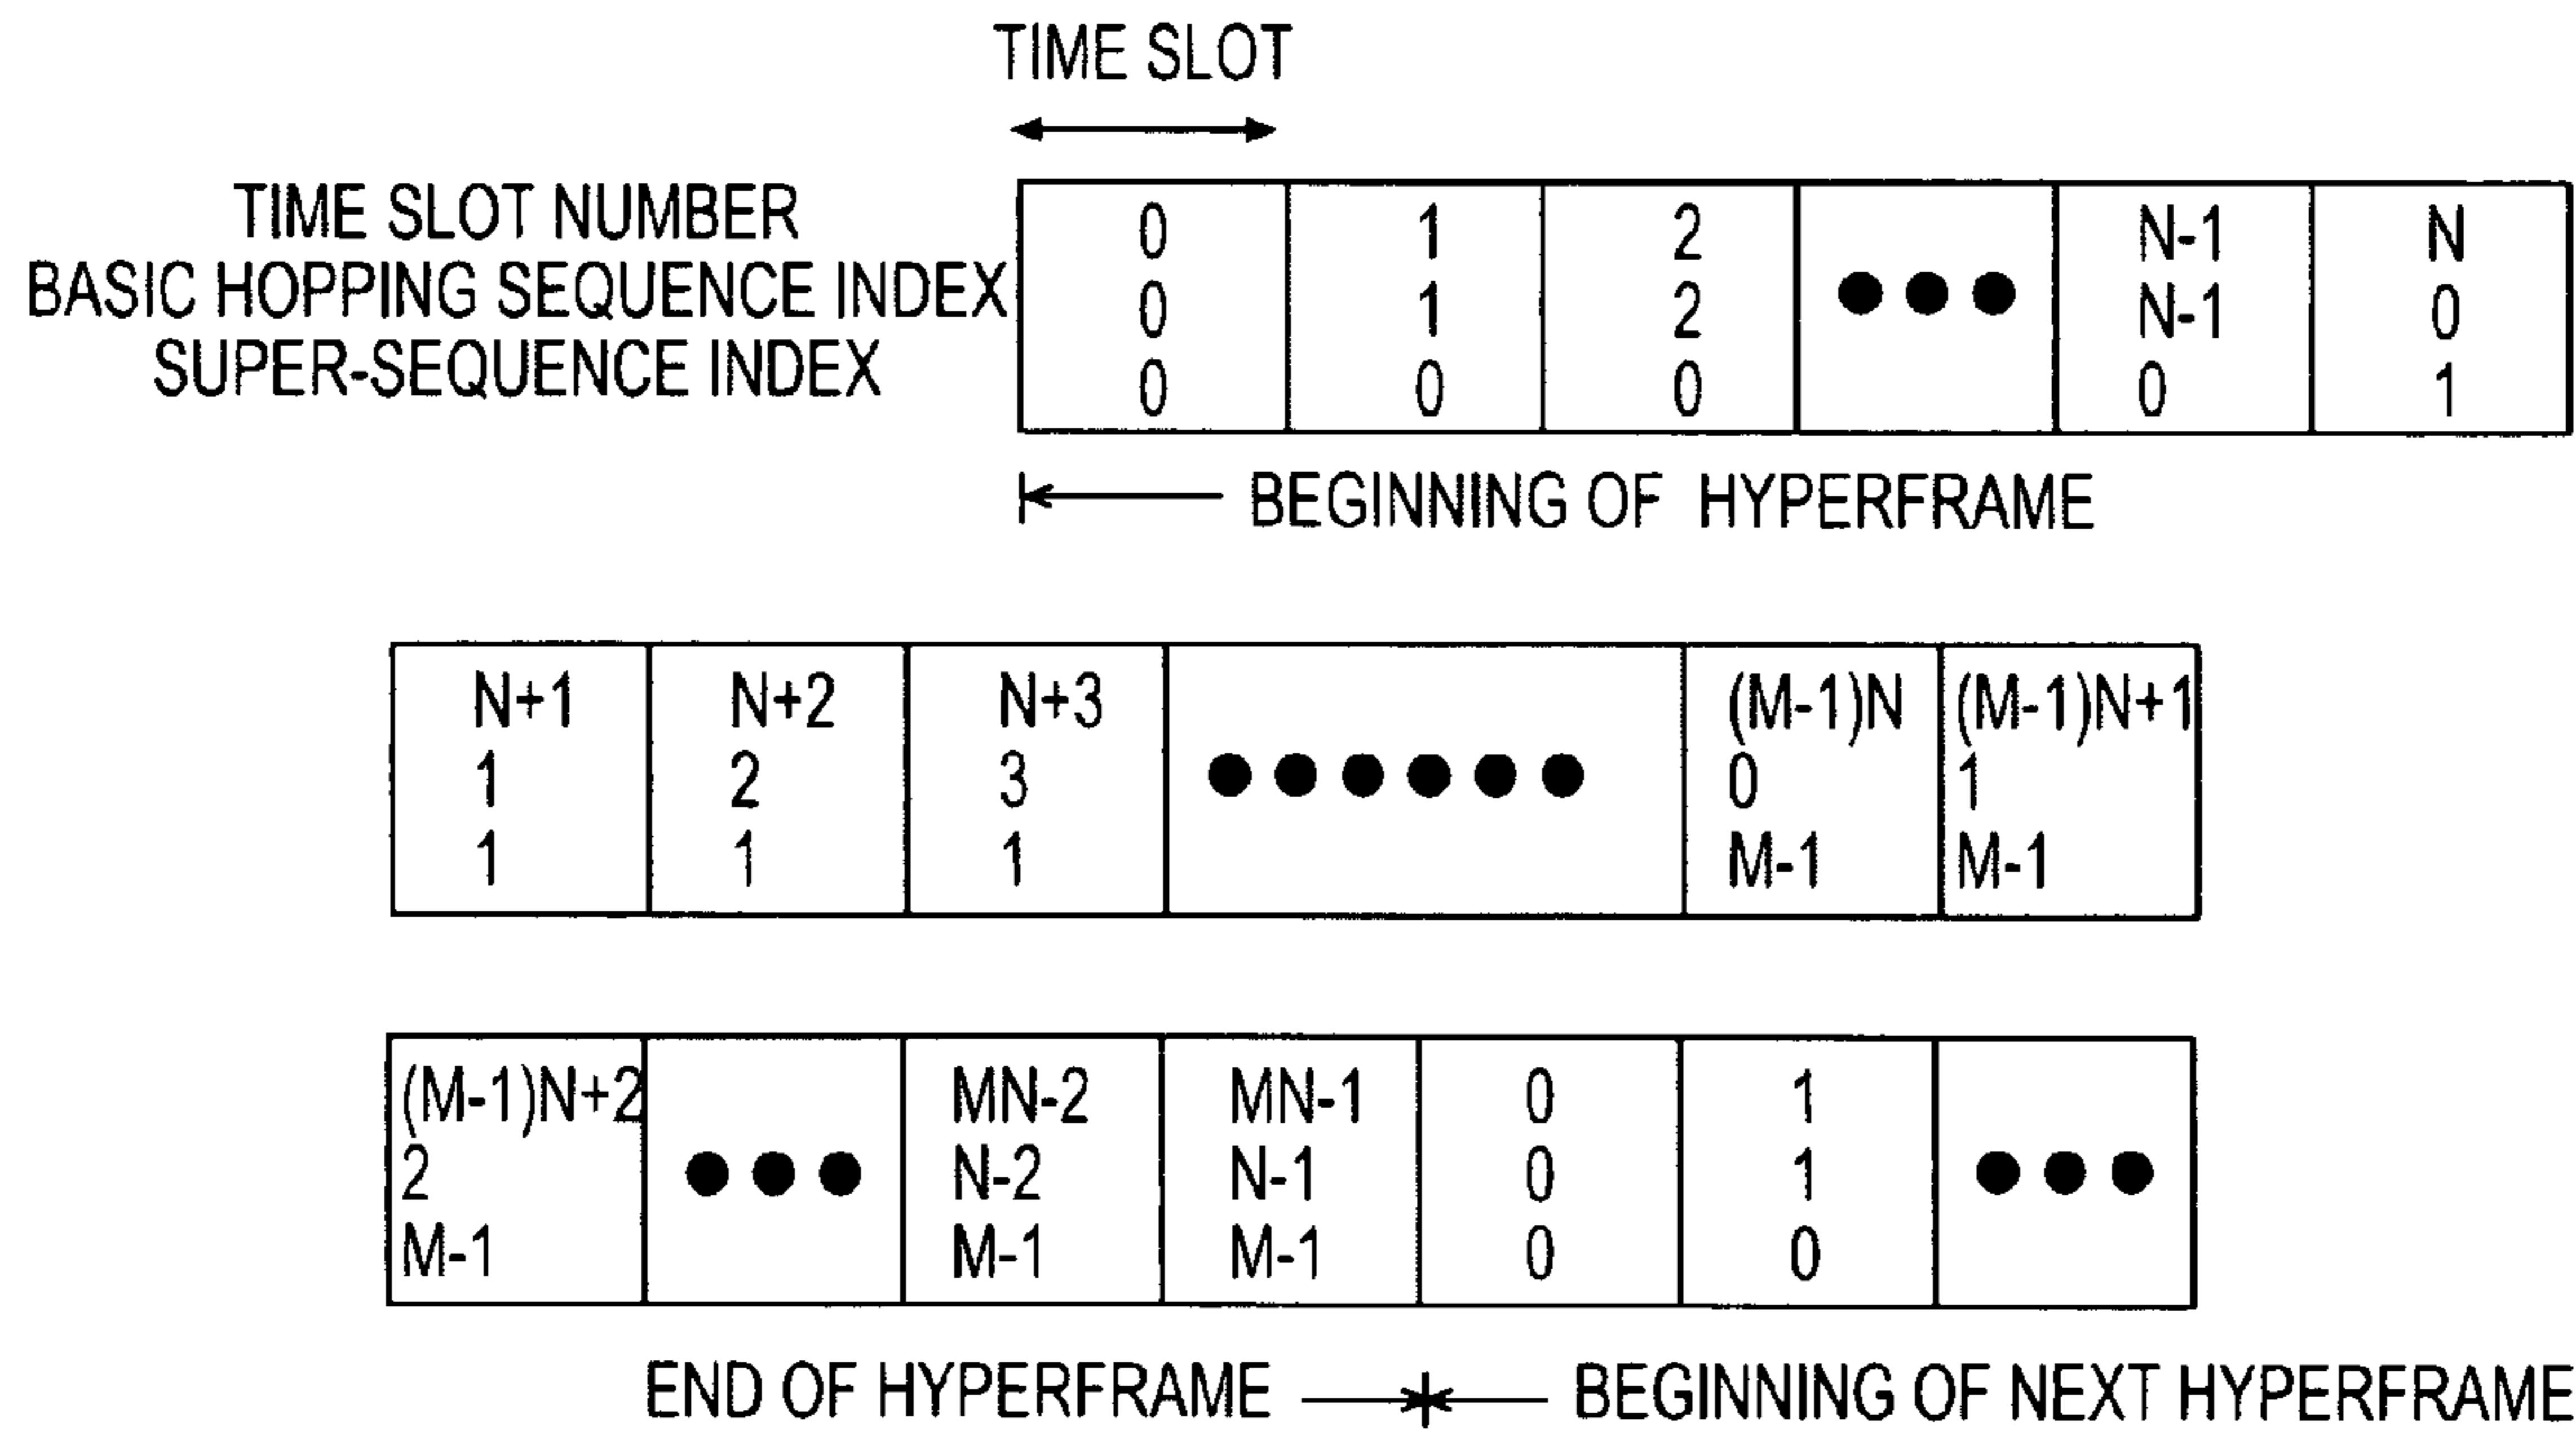 TIME SLOT
TIME SLOT NUMBER 0 1 2 N-1 N
BASIC HOPPING SEQUENCE INDEX 0 1 2 ••• N-1 0
SUPER-SEQUENCE INDEX 0 0 0 0 1
BEGINNING OF HYPERFRAME
N+1 N+2 N+3 (M-1)N (M-1)N+1
1 2 3 •••••• 0 1
1 1 1 M-1 M-1
(M-1)N+2 MN-2 MN-1 0 1
2 ••• N-2 N-1 0 1 •••
M-1 M-1 M-1 0 0
END OF HYPERFRAME BEGINNING OF NEXT HYPERFRAME